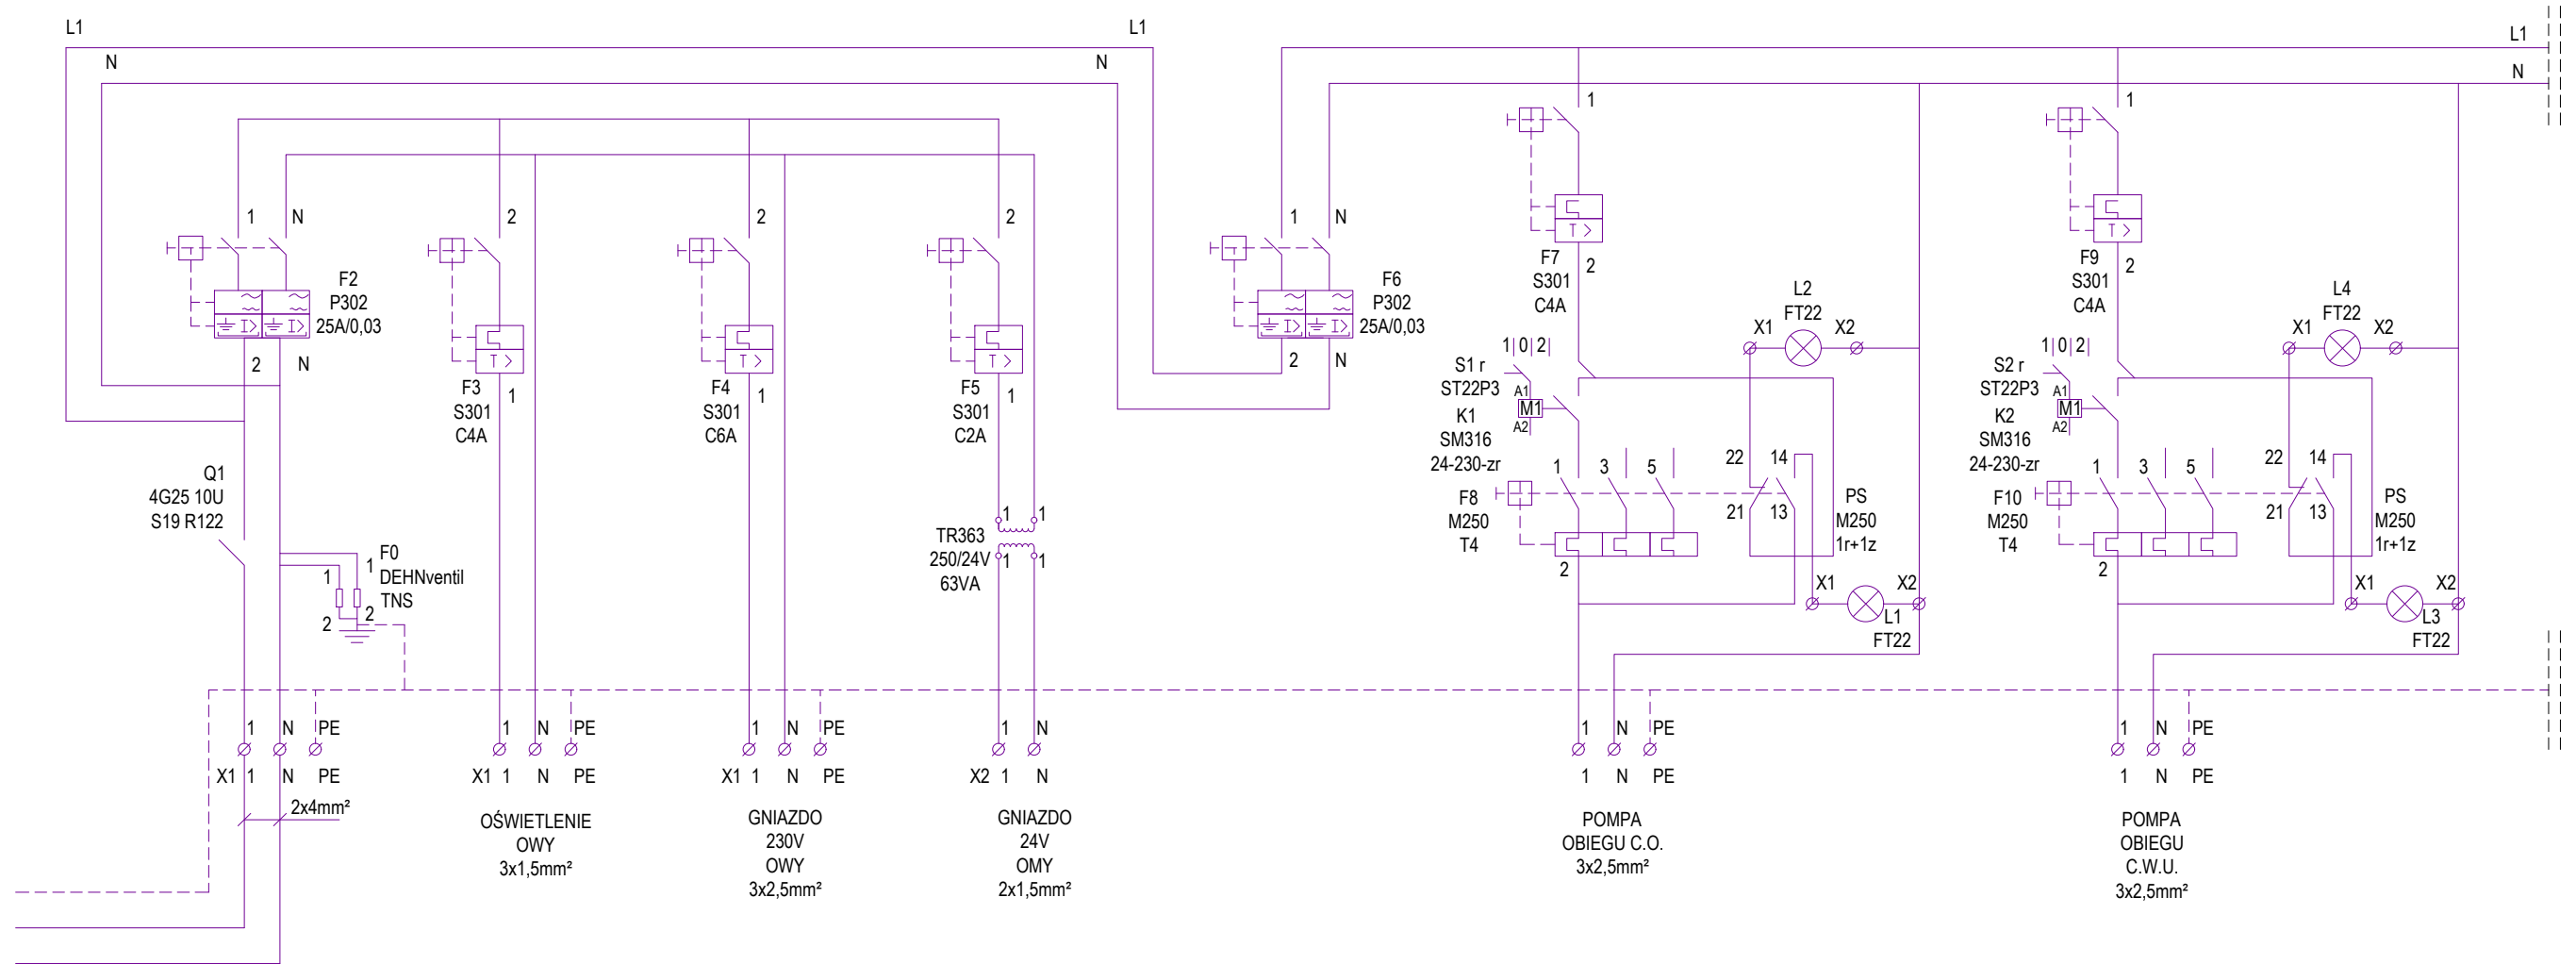 L1
L1
L1
N
N
N
1
N
F2
P302
25A/0,03
2
N
2
F3
S301
C4A
1
2
F4
S301
C6A
1
2
F5
S301
C2A
1
1
N
F6
P302
25A/0,03
2
N
1
F7
S301
C4A
2
1
F9
S301
C4A
2
L2
FT22
X1
X2
L4
FT22
X1
X2
1|0|2|
S1 r
ST22P3
A1
M1
A2
K1
SM316
24-230-zr
1|0|2|
S2 r
ST22P3
A1
M1
A2
K2
SM316
24-230-zr
1
3
5
22
14
F8
M250
T4
21
13
PS
M250
1r+1z
2
X1
X2
L1
FT22
1
3
5
22
14
F10
M250
T4
21
13
PS
M250
1r+1z
2
X1
X2
L3
FT22
Q1
4G25 10U
S19 R122
F0
DEHNventil
TNS
1
1
2
2
TR363
250/24V
63VA
1
1
1
1
1
N
PE
X1
1
N
PE
2x4mm²
1
N
PE
X1
1
N
PE
OŚWIETLENIE
OWY
3x1,5mm²
1
N
PE
X1
1
N
PE
GNIAZDO
230V
OWY
3x2,5mm²
1
N
X2
1
N
GNIAZDO
24V
OMY
2x1,5mm²
1
N
PE
1
N
PE
POMPA
OBIEGU C.O.
3x2,5mm²
1
N
PE
1
N
PE
POMPA
OBIEGU
C.W.U.
3x2,5mm²